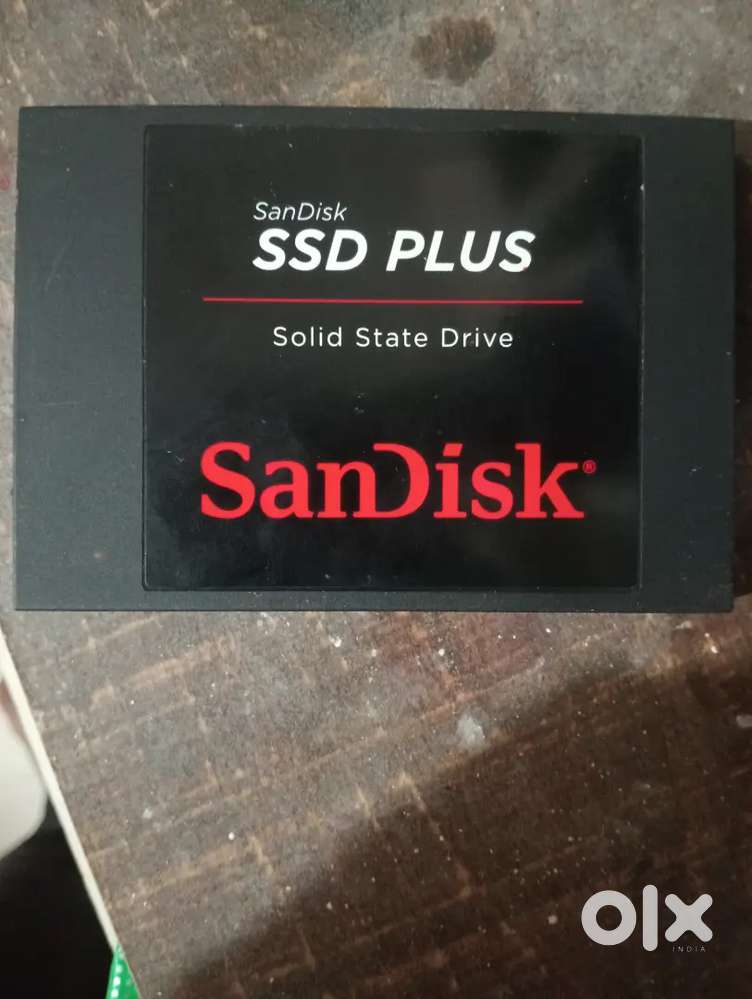 SanDisk
SSD PLUS
Solid State Drive
SanDisk®
olx
INDIA